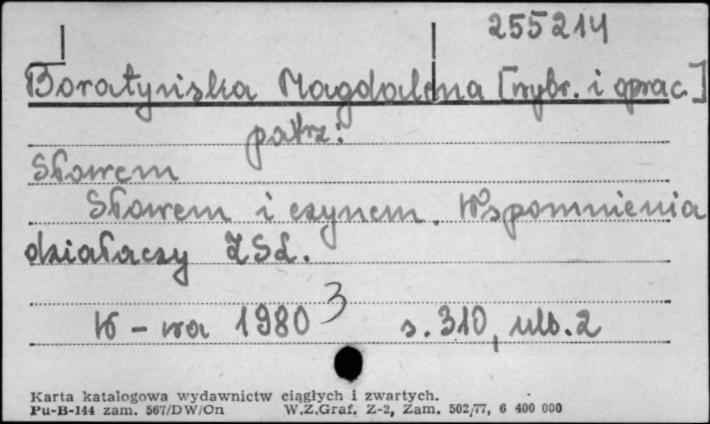 255214
Boratyńska Magdalena [wybr. i oprac.]
patrz:
Słowem
Słowem i czynem. Wspomnienia
działaczy ZSL.
W-wa 1980 3 s. 310, nlb. 2
Karta katalogowa wydawnictw ciągłych i zwartych.
Pu-B-144 zam. 567/DW/On W.Z.Graf. Z-2, Zam. 502/77, 6 400 000